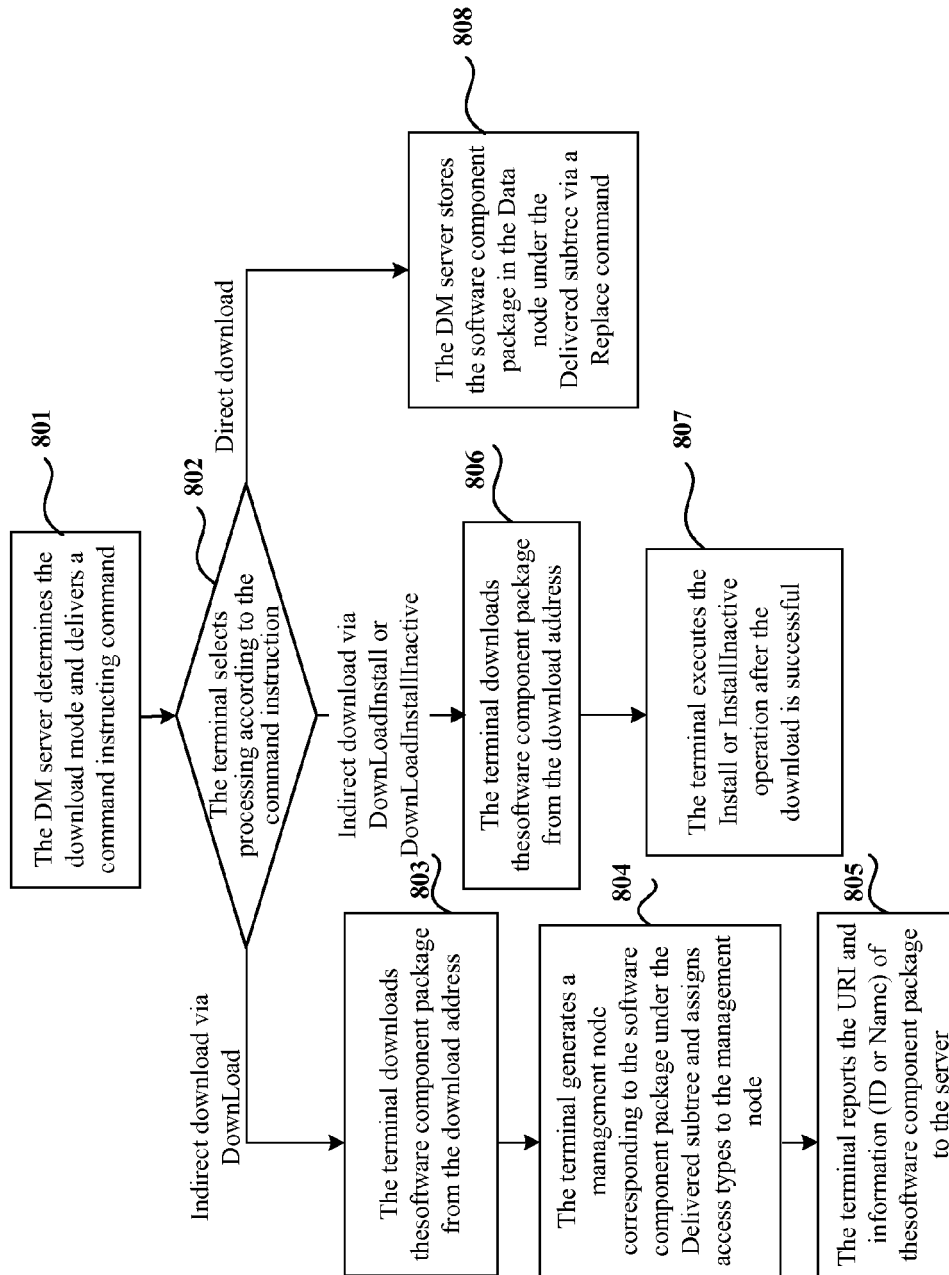 801
The DM server determines the
download mode and delivers a
command instructing command
802
The terminal selects
processing according to the
command instruction
Indirect download via
DownLoad
Indirect download via
DownLoadInstall or
DownLoadInstallInactive
Direct download
803
The terminal downloads
thesoftware component package
from the download address
804
The terminal generates a
management node
corresponding to the software
component package under the
Delivered subtree and assigns
access types to the management
node
805
The terminal reports the URI and
information (ID or Name) of
thesoftware component package
to the server
806
The terminal downloads
thesoftware component package
from the download address
807
The terminal executes the
Install or InstallInactive
operation after the
download is successful
808
The DM server stores
the software component
package in the Data
node under the
Delivered subtree via a
Replace command